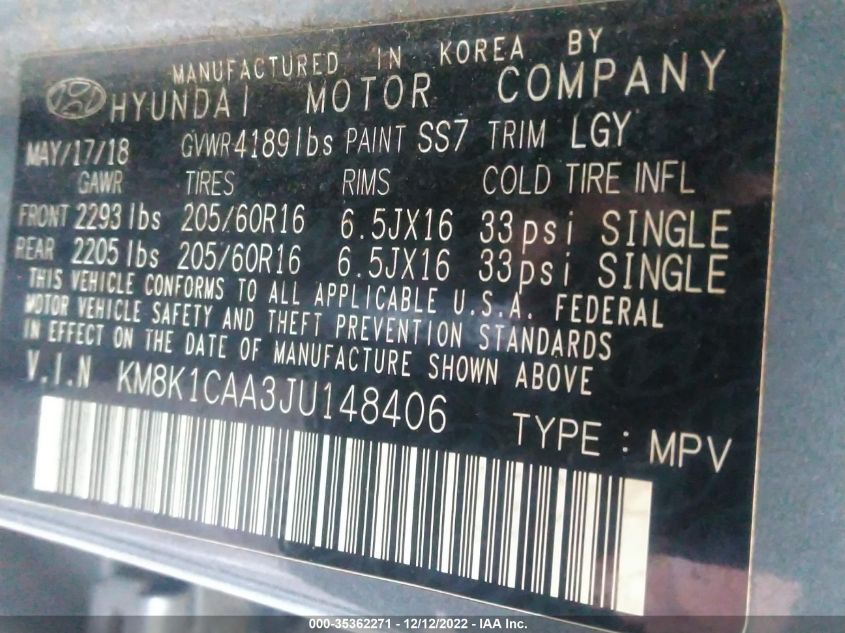 MANUFACTURED IN KOREA BY
HYUNDAI MOTOR COMPANY
MAY/17/18 GVWR 4189lbs PAINT SS7 TRIM LGY
GAWR TIRES RIMS COLD TIRE INFL
FRONT 2293 lbs 205/60R16 6.5JX16 33 psi SINGLE
REAR 2205 lbs 205/60R16 6.5JX16 33 psi SINGLE
THIS VEHICLE CONFORMS TO ALL APPLICABLE U.S.A. FEDERAL
MOTOR VEHICLE SAFETY AND THEFT PREVENTION STANDARDS
IN EFFECT ON THE DATE OF MANUFACTURE SHOWN ABOVE
V.I.N KM8K1CAA3JU148406
TYPE : MPV
000-35362271 - 12/12/2022 - IAA Inc.